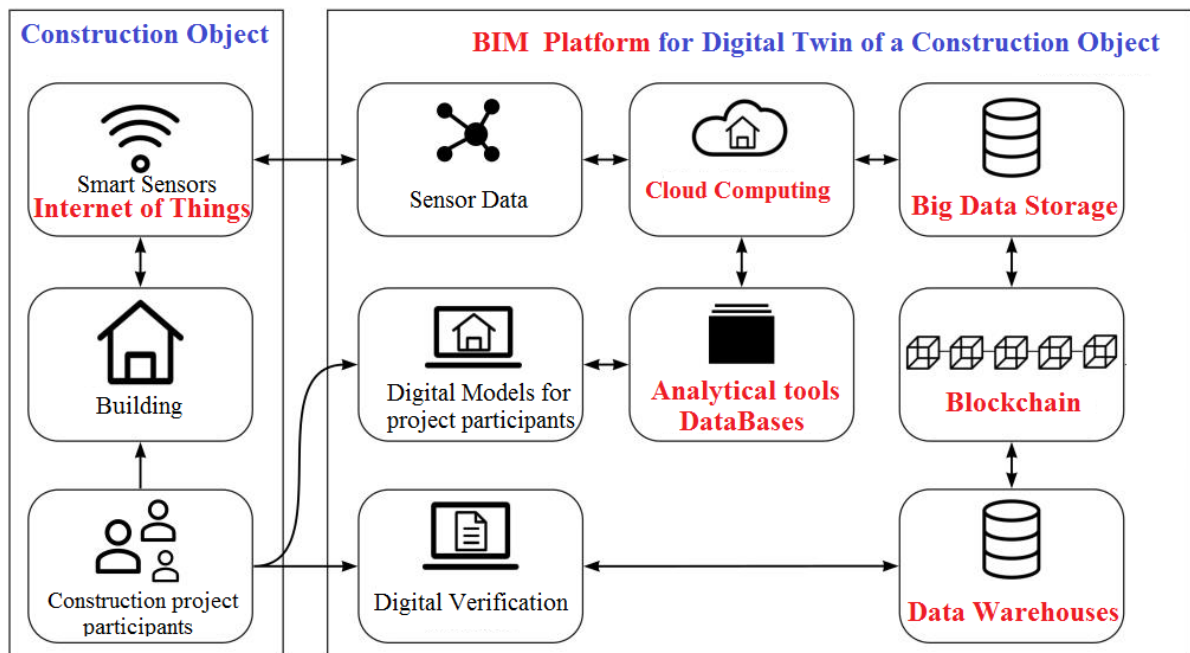 Construction Object
BIM Platform for Digital Twin of a Construction Object
Smart Sensors
Internet of Things
Sensor Data
Cloud Computing
Big Data Storage
Building
Digital Models for
project participants
Analytical tools
DataBases
Blockchain
Construction project
participants
Digital Verification
Data Warehouses